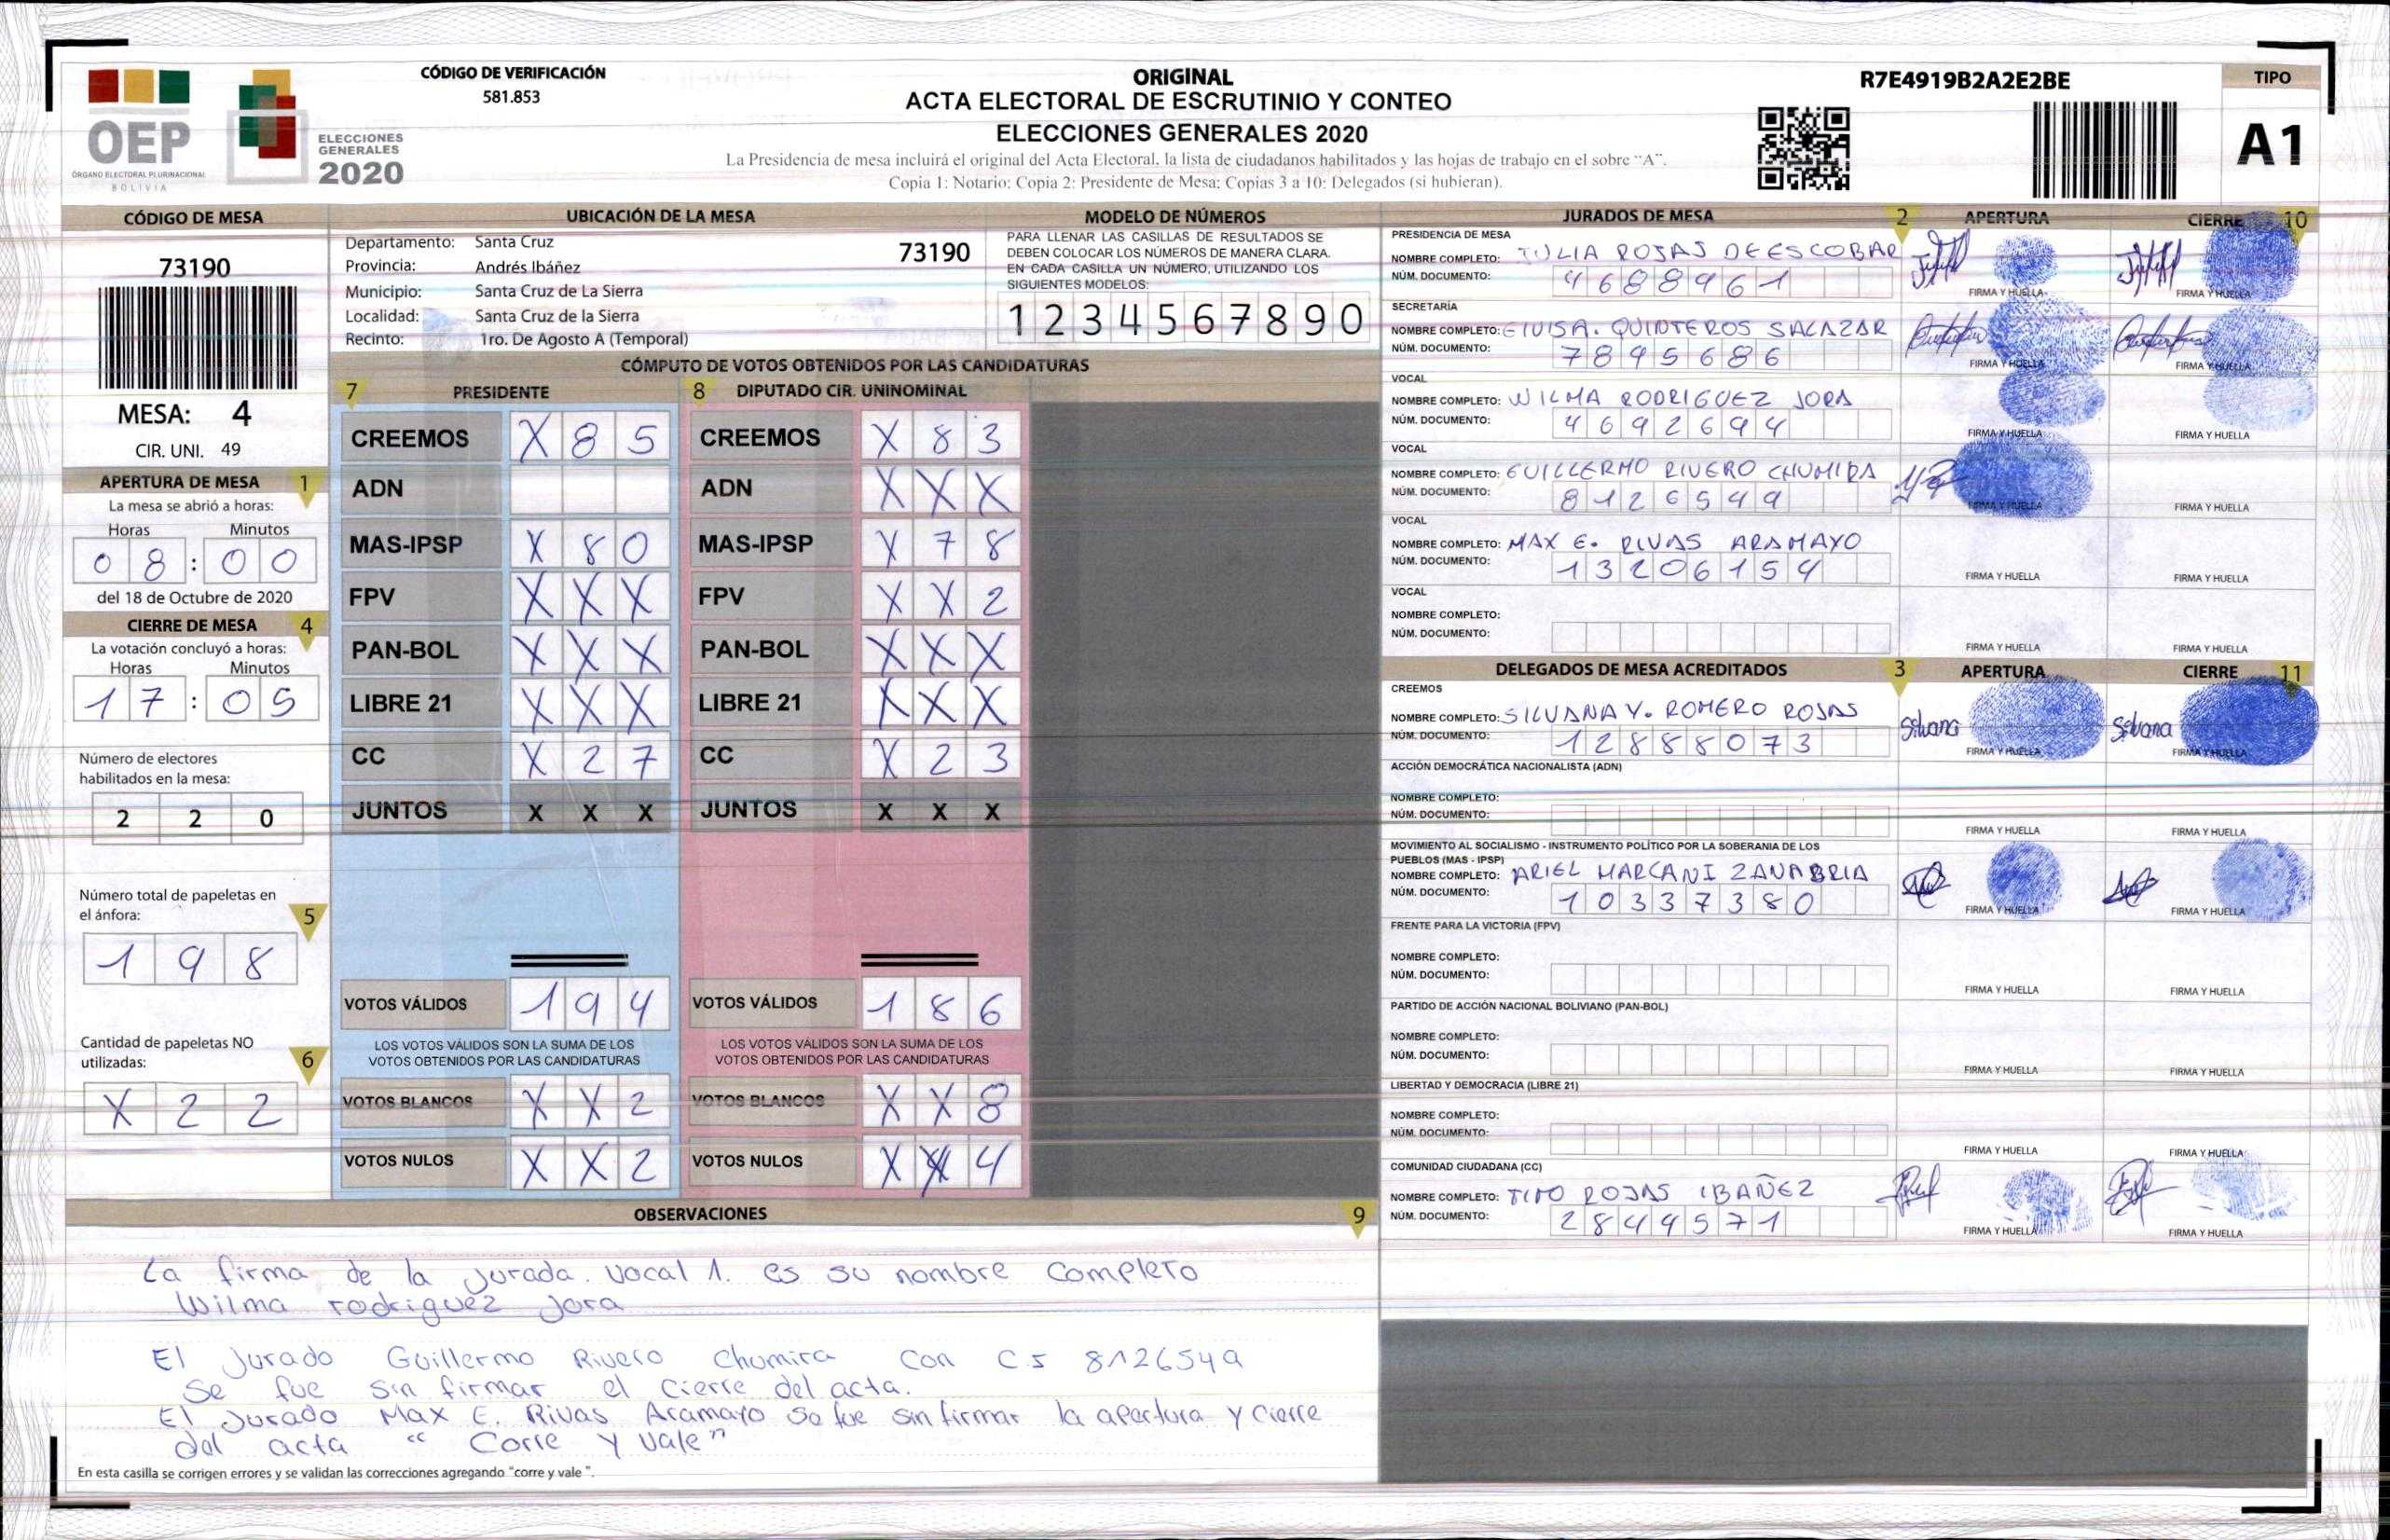 OEP
ÓRGANO ELECTORAL PLURINACIONAL
BOLIVIA
ELECCIONES
GENERALES
2020
CÓDIGO DE VERIFICACIÓN
581.853
ORIGINAL
ACTA ELECTORAL DE ESCRUTINIO Y CONTEO
ELECCIONES GENERALES 2020
La Presidencia de mesa incluirá el original del Acta Electoral, la lista de ciudadanos habilitados y las hojas de trabajo en el sobre "A".
Copia 1: Notario; Copia 2: Presidente de Mesa; Copias 3 a 10: Delegados (si hubieran).
R7E4919B2A2E2BE
TIPO
A1
CÓDIGO DE MESA
73190
MESA: 4
CIR. UNI. 49
APERTURA DE MESA 1
La mesa se abrió a horas:
Horas Minutos
08:00
del 18 de Octubre de 2020
CIERRE DE MESA 4
La votación concluyó a horas:
Horas Minutos
17:05
Número de electores
habilitados en la mesa:
2 2 0
Número total de papeletas en
el ánfora: 5
1 9 8
Cantidad de papeletas NO
utilizadas: 6
X 2 2
UBICACIÓN DE LA MESA
Departamento: Santa Cruz 73190
Provincia: Andrés Ibáñez
Municipio: Santa Cruz de La Sierra
Localidad: Santa Cruz de la Sierra
Recinto: 1ro. De Agosto A (Temporal)
MODELO DE NÚMEROS
PARA LLENAR LAS CASILLAS DE RESULTADOS SE
DEBEN COLOCAR LOS NÚMEROS DE MANERA CLARA.
EN CADA CASILLA UN NÚMERO, UTILIZANDO LOS
SIGUIENTES MODELOS:
1 2 3 4 5 6 7 8 9 0
CÓMPUTO DE VOTOS OBTENIDOS POR LAS CANDIDATURAS
7 PRESIDENTE
CREEMOS X 8 5
ADN
MAS-IPSP X 8 0
FPV X X X
PAN-BOL X X X
LIBRE 21 X X X
CC X 2 7
JUNTOS X X X
VOTOS VÁLIDOS 1 9 4
LOS VOTOS VÁLIDOS SON LA SUMA DE LOS
VOTOS OBTENIDOS POR LAS CANDIDATURAS
VOTOS BLANCOS X X 2
VOTOS NULOS X X 2
8 DIPUTADO CIR. UNINOMINAL
CREEMOS X 8 3
ADN X X X
MAS-IPSP X 7 8
FPV X X 2
PAN-BOL X X X
LIBRE 21 X X X
CC X 2 3
JUNTOS X X X
VOTOS VÁLIDOS 1 8 6
LOS VOTOS VÁLIDOS SON LA SUMA DE LOS
VOTOS OBTENIDOS POR LAS CANDIDATURAS
VOTOS BLANCOS X X 8
VOTOS NULOS X X 4
OBSERVACIONES 9
La firma de la jurada. vocal 1. es su nombre completo
Wilma rodriguez jora
El Jurado Guillermo Rivero Chumira con C.I 8126549
Se fue sin firmar el cierre del acta.
El Jurado Max E. Rivas Aramayo se fue sin firmar la apertura y cierre
del acta "Corre y vale"
En esta casilla se corrigen errores y se validan las correcciones agregando "corre y vale ".
JURADOS DE MESA 2 APERTURA CIERRE 10
PRESIDENCIA DE MESA
NOMBRE COMPLETO: JULIA ROJAS DE ESCOBAR
NÚM. DOCUMENTO: 4688961
FIRMA Y HUELLA FIRMA Y HUELLA
SECRETARÍA
NOMBRE COMPLETO: ELVISA. QUINTEROS SALAZAR
NÚM. DOCUMENTO: 7895686
FIRMA Y HUELLA FIRMA Y HUELLA
VOCAL
NOMBRE COMPLETO: WILMA RODRIGUEZ JORA
NÚM. DOCUMENTO: 4692694
FIRMA Y HUELLA FIRMA Y HUELLA
VOCAL
NOMBRE COMPLETO: GUILLERMO RIVERO CHUMIRA
NÚM. DOCUMENTO: 8126549
FIRMA Y HUELLA FIRMA Y HUELLA
VOCAL
NOMBRE COMPLETO: MAX E. RIVAS ARAMAYO
NÚM. DOCUMENTO: 13206154
FIRMA Y HUELLA FIRMA Y HUELLA
VOCAL
NOMBRE COMPLETO:
NÚM. DOCUMENTO:
FIRMA Y HUELLA FIRMA Y HUELLA
DELEGADOS DE MESA ACREDITADOS 3 APERTURA CIERRE 11
CREEMOS
NOMBRE COMPLETO: SILVANA Y. ROMERO ROJAS
NÚM. DOCUMENTO: 12888073
Silvana Silvana
FIRMA Y HUELLA FIRMA Y HUELLA
ACCIÓN DEMOCRÁTICA NACIONALISTA (ADN)
NOMBRE COMPLETO:
NÚM. DOCUMENTO:
FIRMA Y HUELLA FIRMA Y HUELLA
MOVIMIENTO AL SOCIALISMO - INSTRUMENTO POLÍTICO POR LA SOBERANIA DE LOS
PUEBLOS (MAS - IPSP)
NOMBRE COMPLETO: ARIEL MARCANI ZANABRIA
NÚM. DOCUMENTO: 10337380
FIRMA Y HUELLA FIRMA Y HUELLA
FRENTE PARA LA VICTORIA (FPV)
NOMBRE COMPLETO:
NÚM. DOCUMENTO:
FIRMA Y HUELLA FIRMA Y HUELLA
PARTIDO DE ACCIÓN NACIONAL BOLIVIANO (PAN-BOL)
NOMBRE COMPLETO:
NÚM. DOCUMENTO:
FIRMA Y HUELLA FIRMA Y HUELLA
LIBERTAD Y DEMOCRACIA (LIBRE 21)
NOMBRE COMPLETO:
NÚM. DOCUMENTO:
FIRMA Y HUELLA FIRMA Y HUELLA
COMUNIDAD CIUDADANA (CC)
NOMBRE COMPLETO: TITO ROJAS IBAÑEZ
NÚM. DOCUMENTO: 2849571
FIRMA Y HUELLA FIRMA Y HUELLA